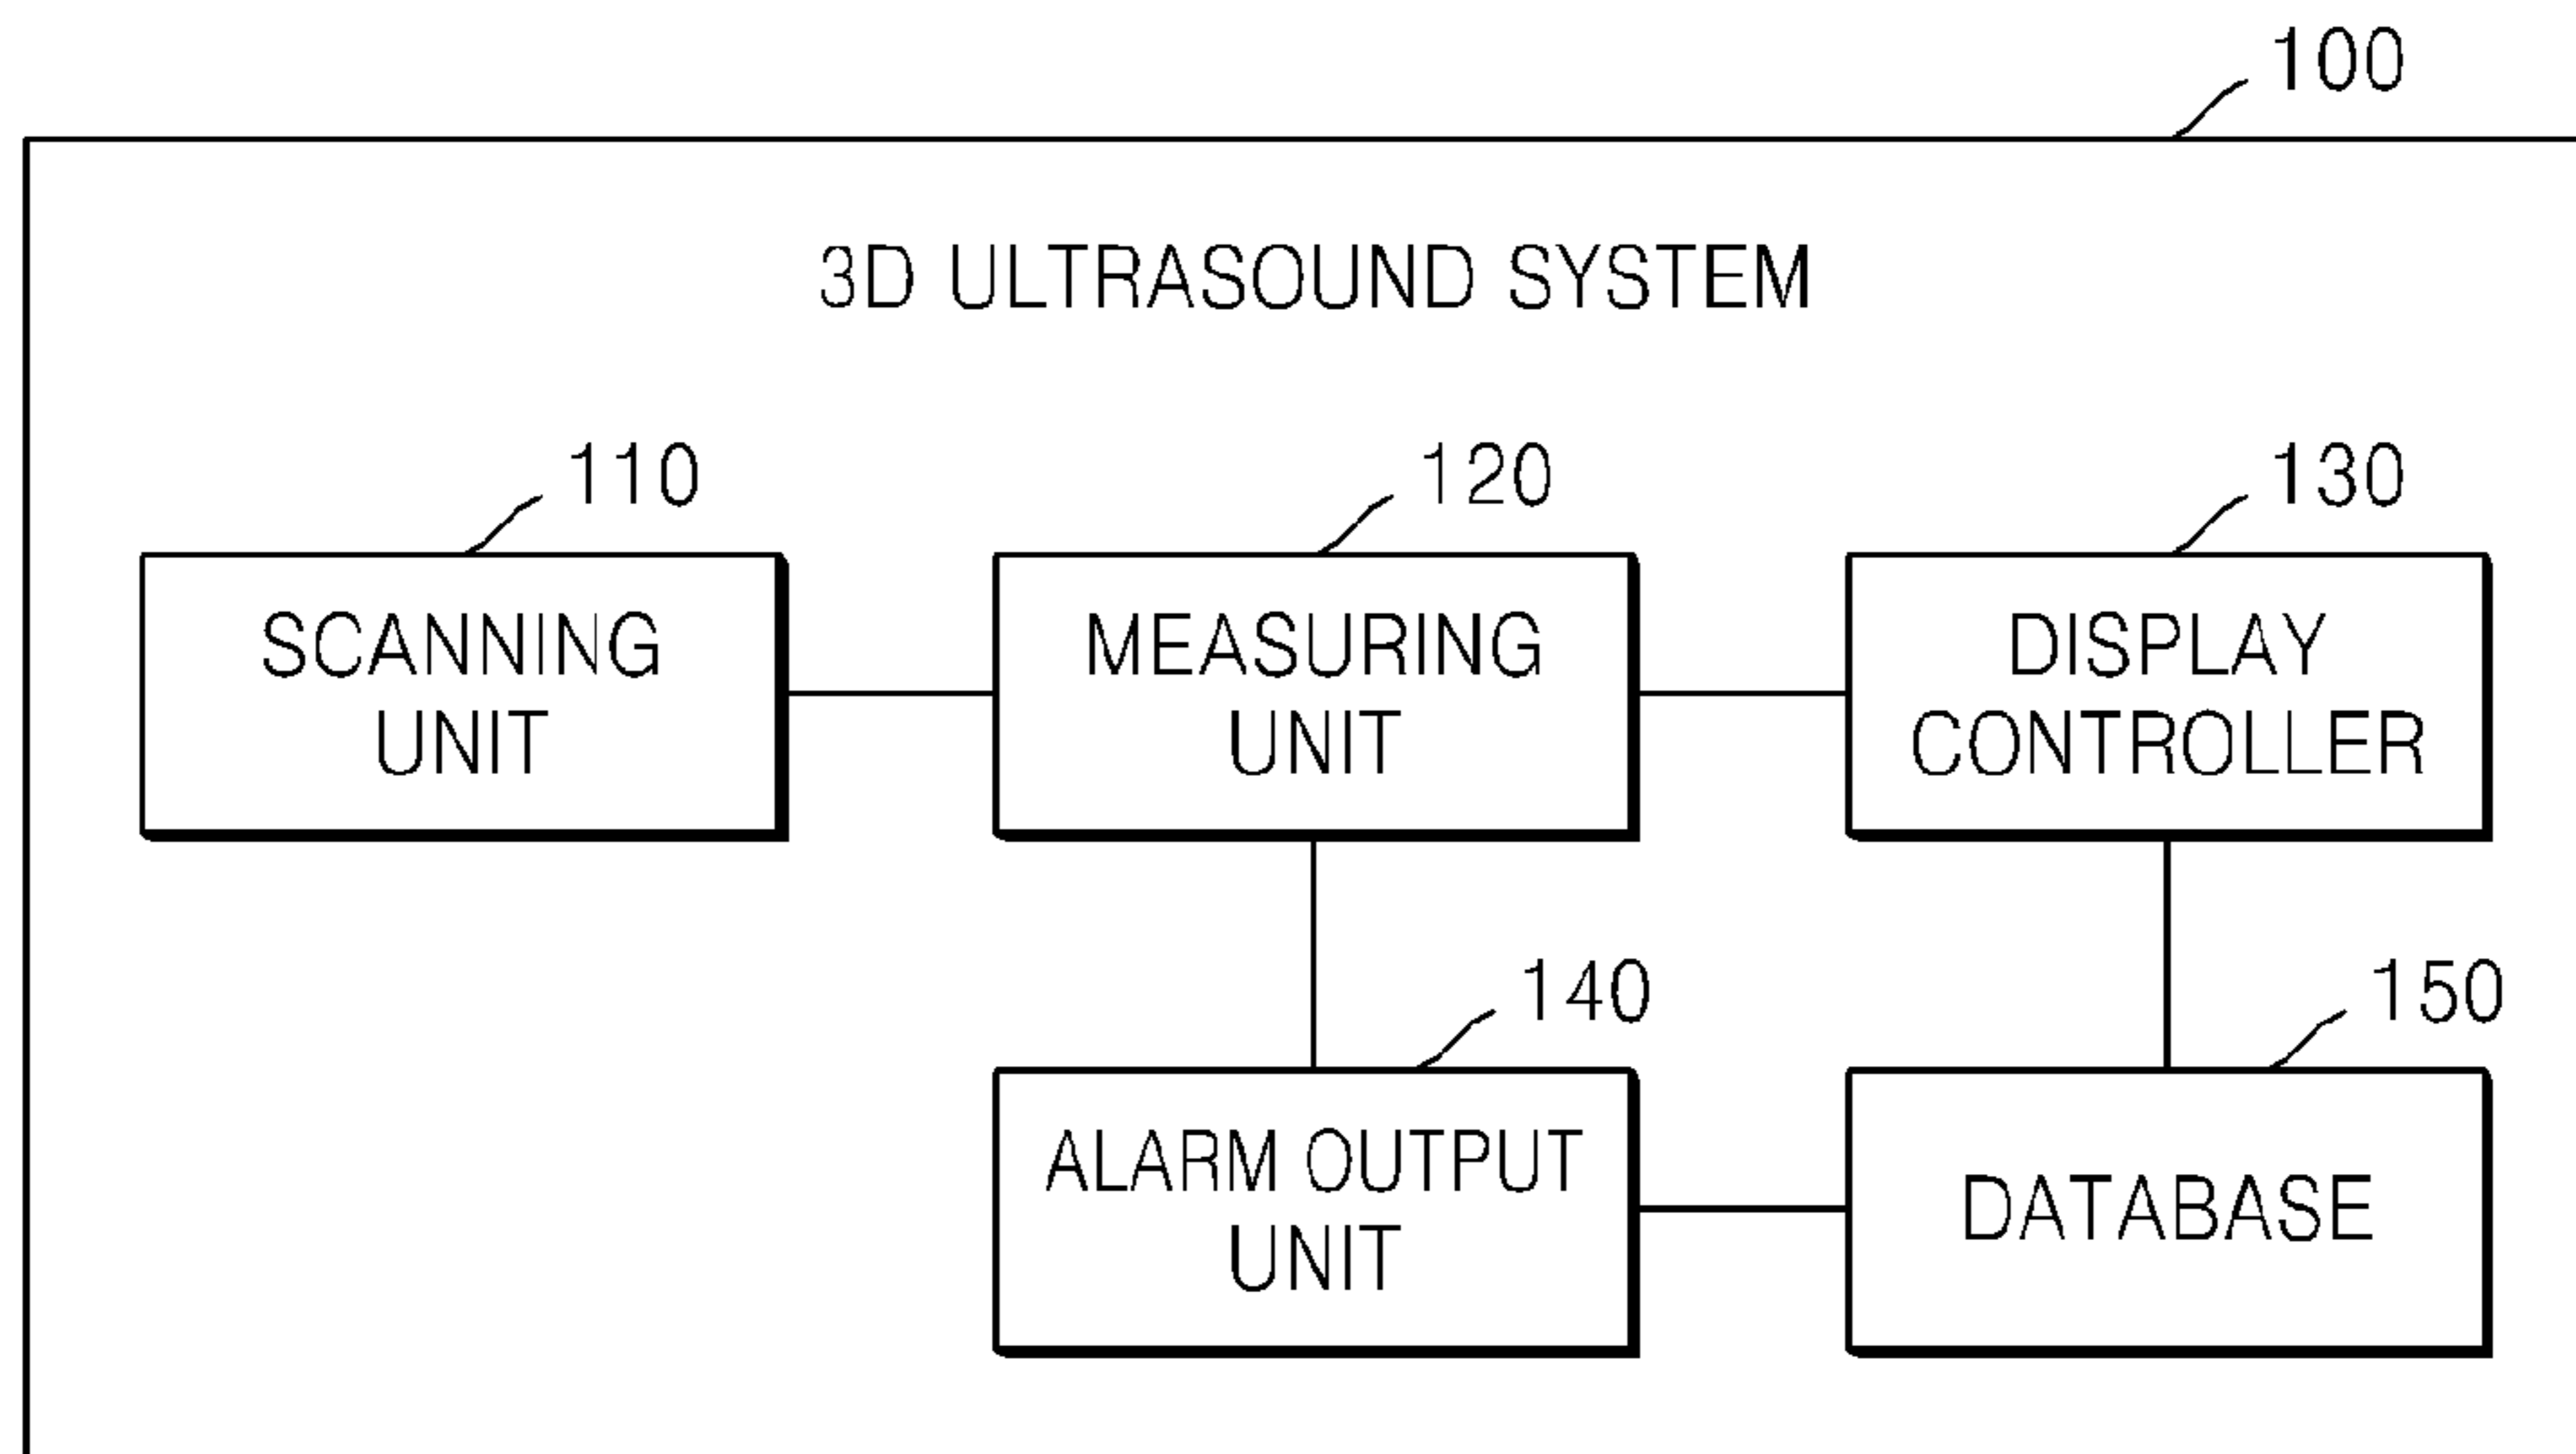 100
3D ULTRASOUND SYSTEM
110
120
130
SCANNING
UNIT
MEASURING
UNIT
DISPLAY
CONTROLLER
140
150
ALARM OUTPUT
UNIT
DATABASE